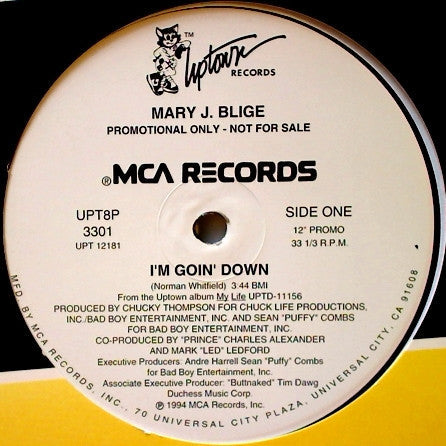 Uptown ™
RECORDS
MARY J. BLIGE
PROMOTIONAL ONLY - NOT FOR SALE
®MCA RECORDS
UPT8P SIDE ONE
3301 12" PROMO
UPT 12181 33 1/3 R.P.M.
I'M GOIN' DOWN
(Norman Whitfield) 3:44 BMI
From the Uptown album My Life UPTD-11156
PRODUCED BY CHUCKY THOMPSON FOR CHUCK LIFE PRODUCTIONS,
INC./BAD BOY ENTERTAINMENT, INC. AND SEAN "PUFFY" COMBS
FOR BAD BOY ENTERTAINMENT, INC.
CO-PRODUCED BY "PRINCE" CHARLES ALEXANDER
AND MARK "LED" LEDFORD
Executive Producers: Andre Harrell Sean "Puffy" Combs
for Bad Boy Entertainment, Inc.
Associate Executive Producer: "Buttnaked" Tim Dawg
Duchess Music Corp.
℗ 1994 MCA Records, Inc.
MFD. BY MCA RECORDS, INC., 70 UNIVERSAL CITY PLAZA, UNIVERSAL CITY, CA 91608